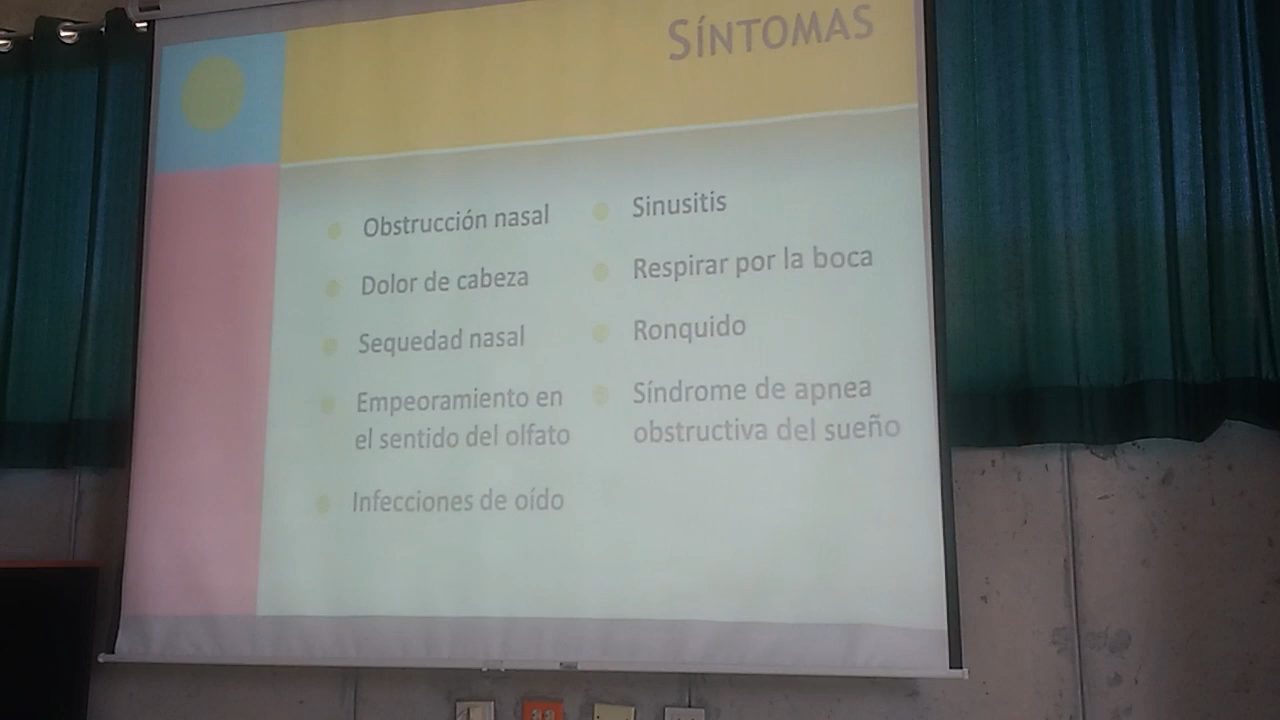 SÍNTOMAS
Obstrucción nasal
Dolor de cabeza
Sequedad nasal
Empeoramiento en
el sentido del olfato
Infecciones de oído
Sinusitis
Respirar por la boca
Ronquido
Síndrome de apnea
obstructiva del sueño